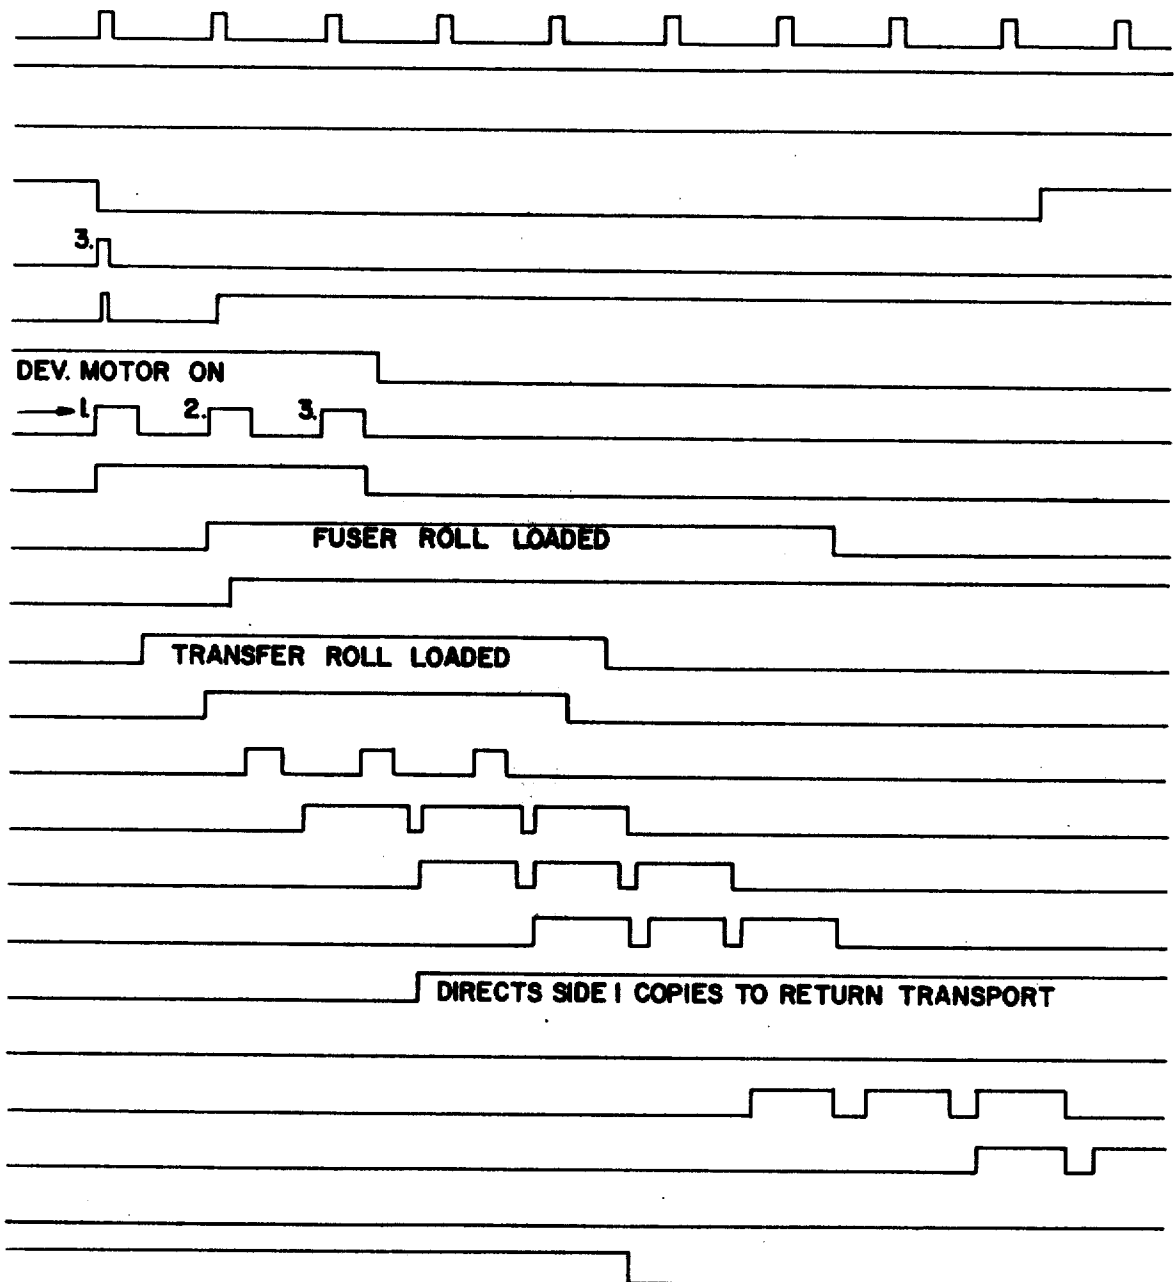 3.
DEV. MOTOR ON
1. 2. 3.
FUSER ROLL LOADED
TRANSFER ROLL LOADED
DIRECTS SIDE 1 COPIES TO RETURN TRANSPORT